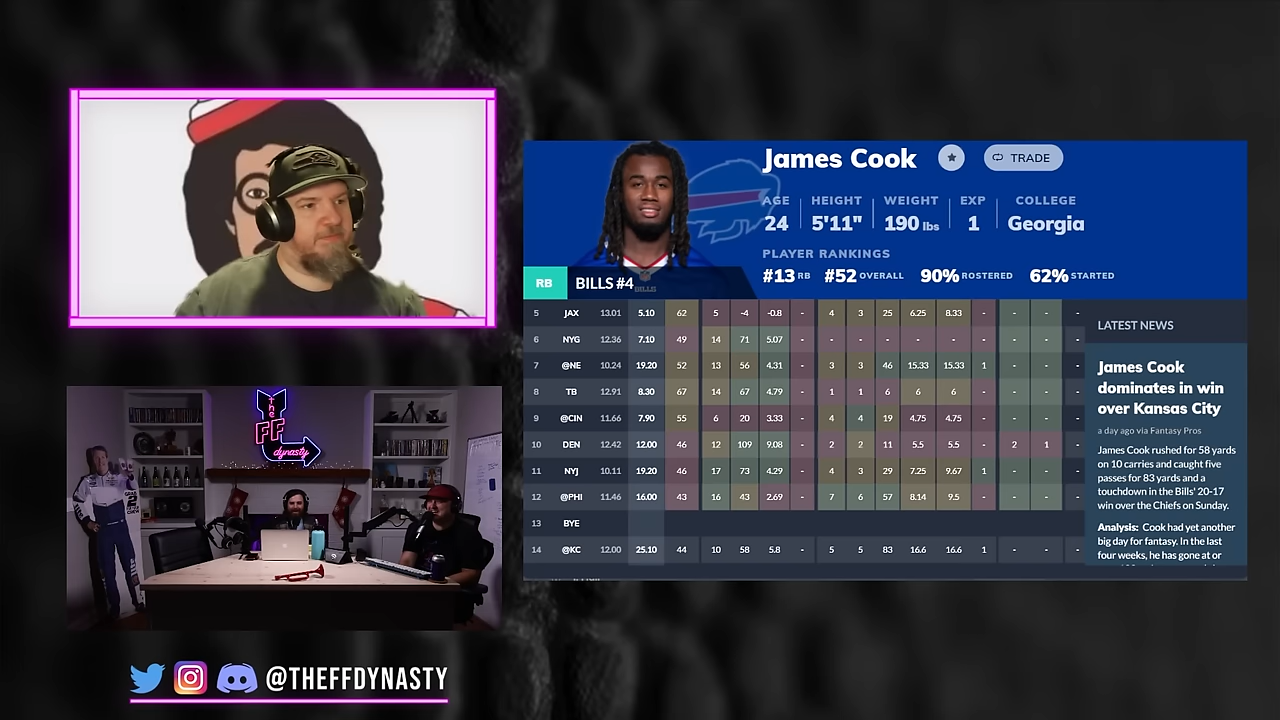 James Cook
TRADE
AGE HEIGHT WEIGHT EXP COLLEGE
24 5'11" 190 lbs 1 Georgia
PLAYER RANKINGS
#13 RB #52 OVERALL 90% ROSTERED 62% STARTED
RB BILLS #4
BILLS
5 JAX 13.01 5.10 62 5 -4 -0.8 - 4 3 25 6.25 8.33 - - - -
6 NYG 12.36 7.10 49 14 71 5.07 - - - - - - - - - -
7 @NE 10.24 19.20 52 13 56 4.31 - 3 3 46 15.33 15.33 1 - - -
8 TB 12.91 8.30 67 14 67 4.79 - 1 1 6 6 6 - - - -
9 @CIN 11.66 7.90 55 6 20 3.33 - 4 4 19 4.75 4.75 - - - -
10 DEN 12.42 12.00 46 12 109 9.08 - 2 2 11 5.5 5.5 - 2 1 -
11 NYJ 10.11 19.20 46 17 73 4.29 - 4 3 29 7.25 9.67 1 - - -
12 @PHI 11.46 16.00 43 16 43 2.69 - 7 6 57 8.14 9.5 - - - -
13 BYE
14 @KC 12.00 25.10 44 10 58 5.8 - 5 5 83 16.6 16.6 1 - - -
LATEST NEWS
James Cook
dominates in win
over Kansas City
a day ago via Fantasy Pros
James Cook rushed for 58 yards
on 10 carries and caught five
passes for 83 yards and a
touchdown in the Bills' 20-17
win over the Chiefs on Sunday.
Analysis: Cook had yet another
big day for fantasy. In the last
four weeks, he has gone at or
the
FF
dynasty
@THEFFDYNASTY